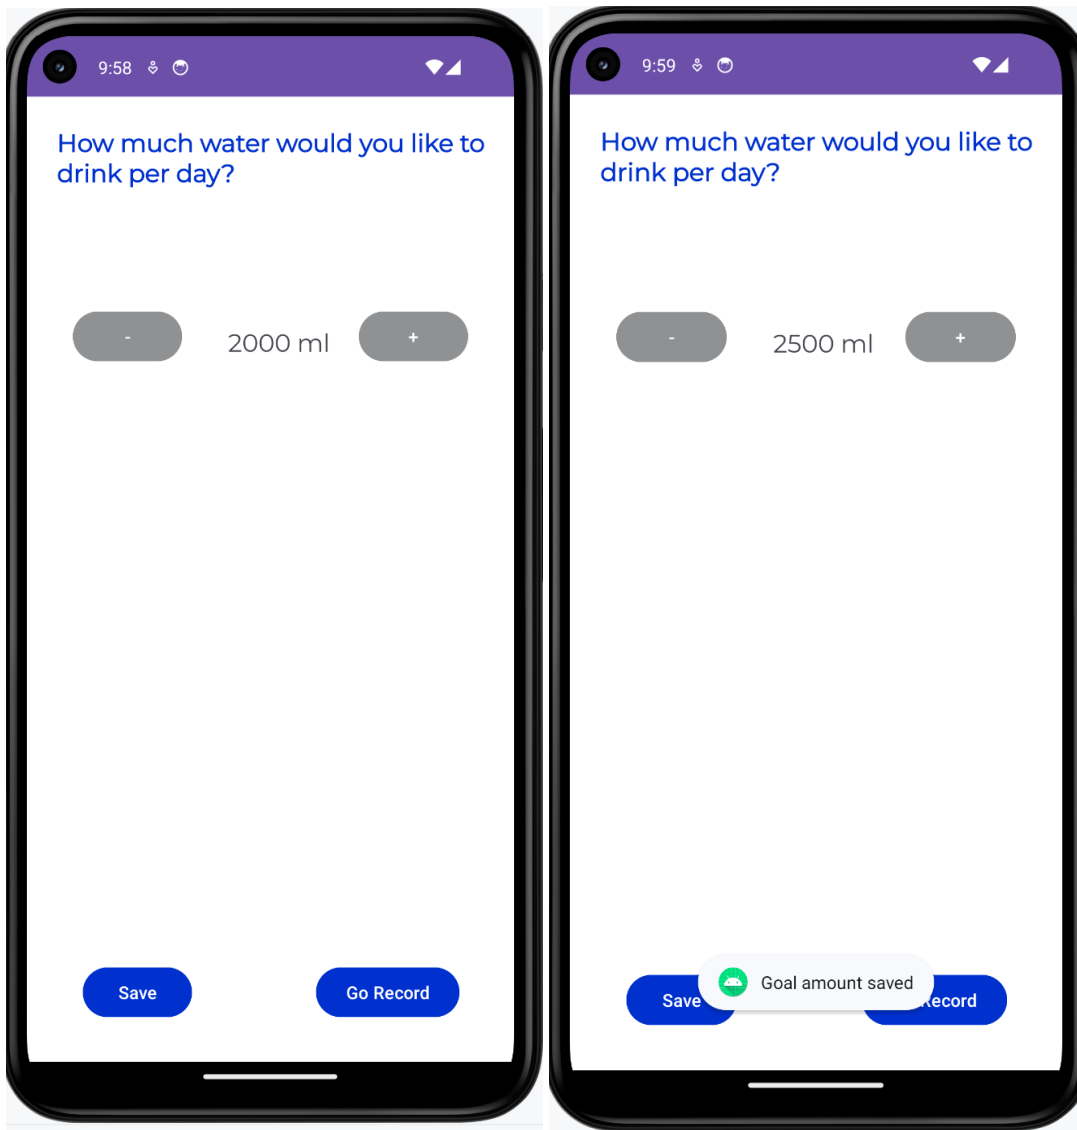 9:58
How much water would you like to
drink per day?
-
2000 ml
+
Save
Go Record
9:59
How much water would you like to
drink per day?
-
2500 ml
+
Save
Goal amount saved
Record